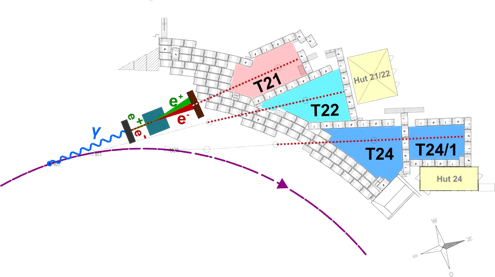 T21
Hut 21/22
e+
e-
T22
e+
e-
γ
T24
T24/1
Hut 24
W
N
S
O